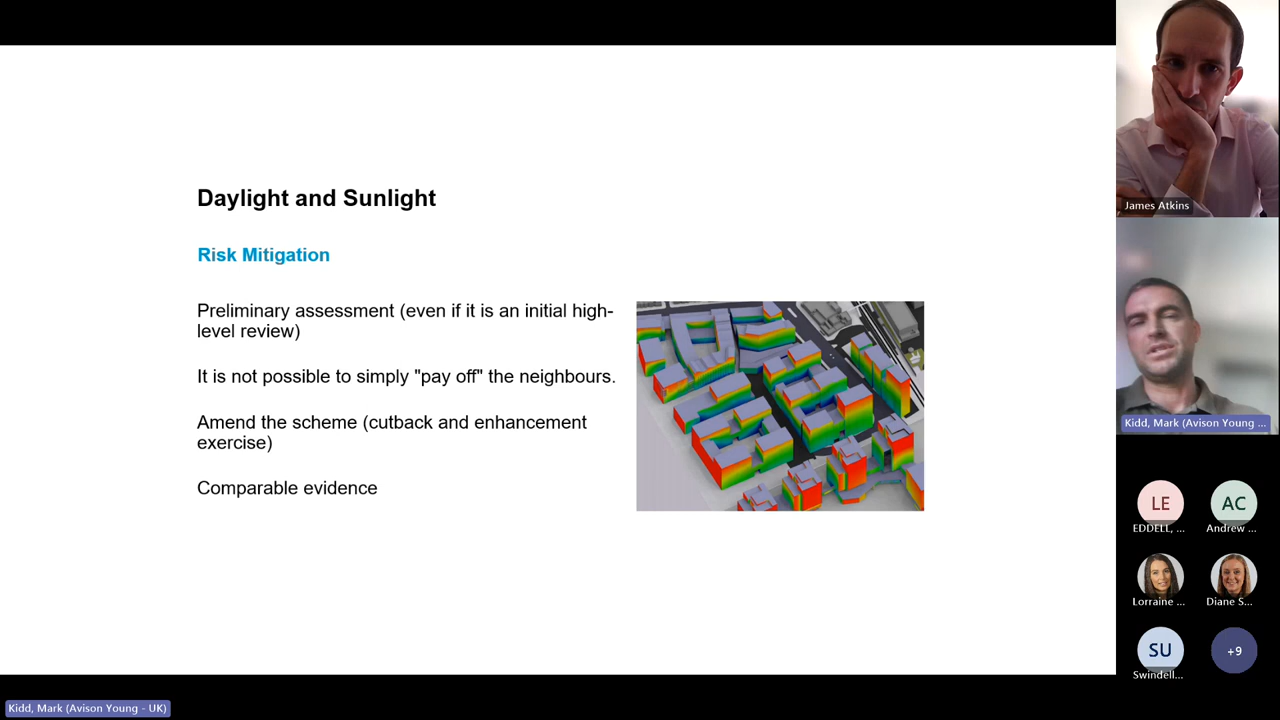 Daylight and Sunlight
Risk Mitigation
Preliminary assessment (even if it is an initial high-
level review)
It is not possible to simply "pay off" the neighbours.
Amend the scheme (cutback and enhancement
exercise)
Comparable evidence
James Atkins
Kidd, Mark (Avison Young ...
LE
AC
EDDELL, ...
Andrew ...
Lorraine ...
Diane S...
SU
+9
Swindell...
Kidd, Mark (Avison Young - UK)